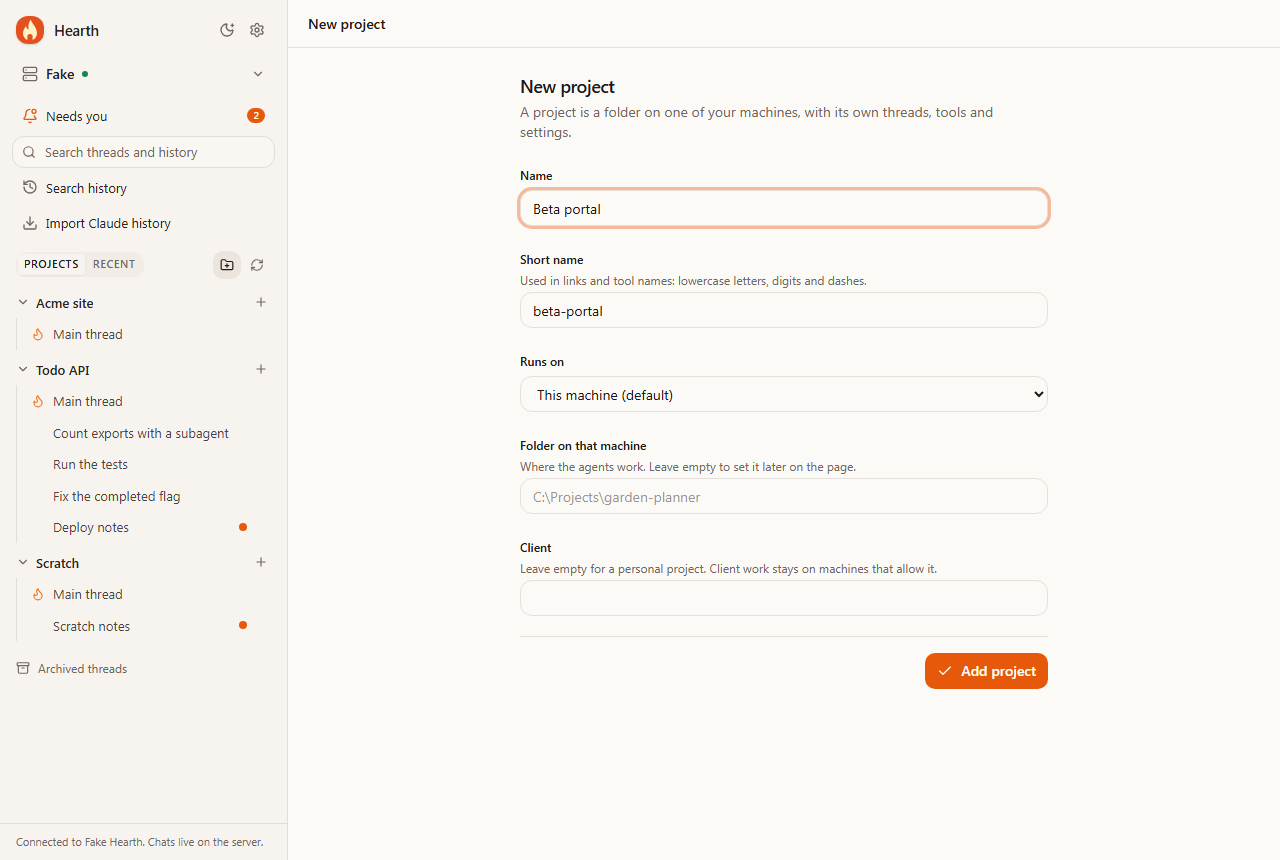 Hearth
Fake
Needs you
2
Search threads and history
Search history
Import Claude history
PROJECTS
RECENT
Acme site
Main thread
Todo API
Main thread
Count exports with a subagent
Run the tests
Fix the completed flag
Deploy notes
Scratch
Main thread
Scratch notes
Archived threads
Connected to Fake Hearth. Chats live on the server.
New project
New project
A project is a folder on one of your machines, with its own threads, tools and
settings.
Name
Beta portal
Short name
Used in links and tool names: lowercase letters, digits and dashes.
beta-portal
Runs on
This machine (default)
Folder on that machine
Where the agents work. Leave empty to set it later on the page.
C:\Projects\garden-planner
Client
Leave empty for a personal project. Client work stays on machines that allow it.
Add project